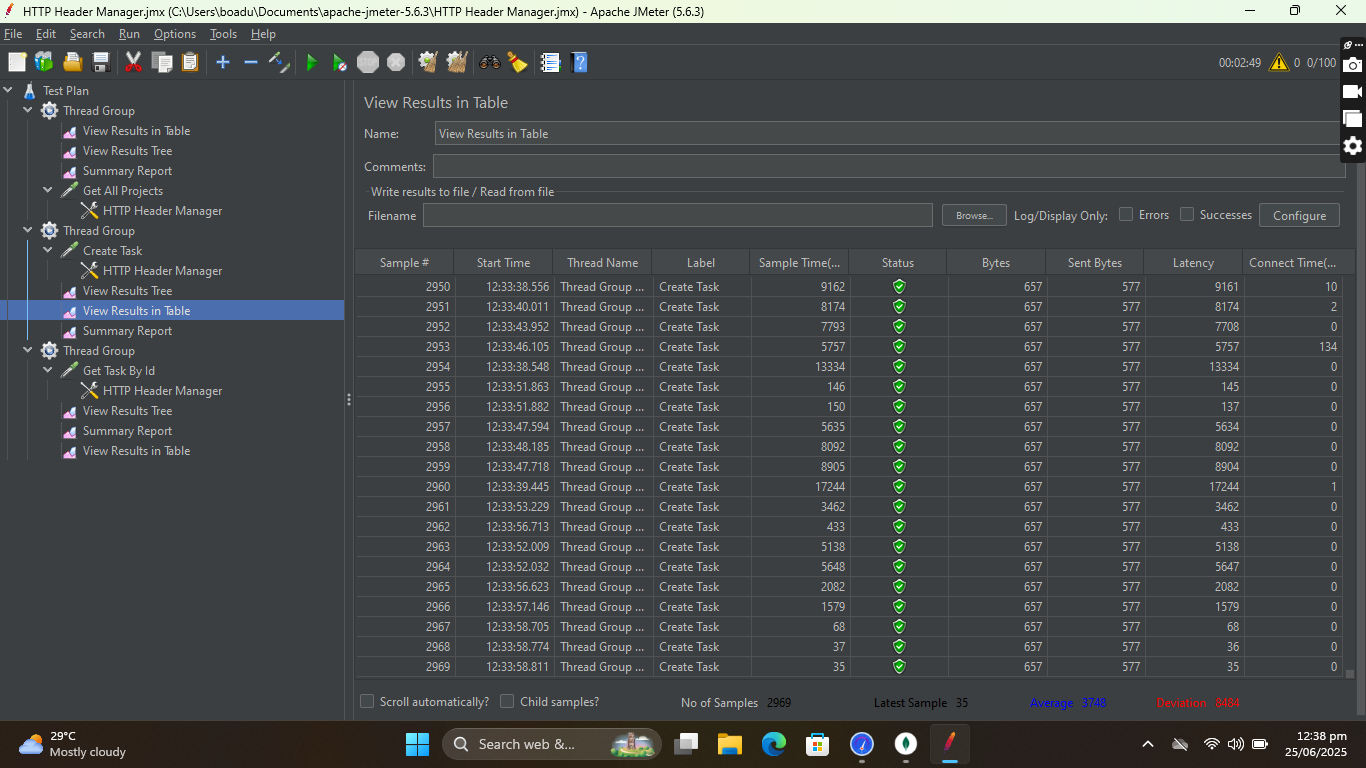 HTTP Header Manager.jmx (C:\Users\boadu\Documents\apache-jmeter-5.6.3\HTTP Header Manager.jmx) - Apache JMeter (5.6.3)
File Edit Search Run Options Tools Help
STOP 00:02:49 0 0/100
Test Plan
Thread Group
View Results in Table
View Results Tree
Summary Report
Get All Projects
HTTP Header Manager
Thread Group
Create Task
HTTP Header Manager
View Results Tree
View Results in Table
Summary Report
Thread Group
Get Task By Id
HTTP Header Manager
View Results Tree
Summary Report
View Results in Table
View Results in Table
Name: View Results in Table
Comments:
Write results to file / Read from file
Filename Browse... Log/Display Only: Errors Successes Configure
Sample # Start Time Thread Name Label Sample Time(... Status Bytes Sent Bytes Latency Connect Time(...
2950 12:33:38.556 Thread Group ... Create Task 9162 657 577 9161 10
2951 12:33:40.011 Thread Group ... Create Task 8174 657 577 8174 2
2952 12:33:43.952 Thread Group ... Create Task 7793 657 577 7708 0
2953 12:33:46.105 Thread Group ... Create Task 5757 657 577 5757 134
2954 12:33:38.548 Thread Group ... Create Task 13334 657 577 13334 0
2955 12:33:51.863 Thread Group ... Create Task 146 657 577 145 0
2956 12:33:51.882 Thread Group ... Create Task 150 657 577 137 0
2957 12:33:47.594 Thread Group ... Create Task 5635 657 577 5634 0
2958 12:33:48.185 Thread Group ... Create Task 8092 657 577 8092 0
2959 12:33:47.718 Thread Group ... Create Task 8905 657 577 8904 0
2960 12:33:39.445 Thread Group ... Create Task 17244 657 577 17244 1
2961 12:33:53.229 Thread Group ... Create Task 3462 657 577 3462 0
2962 12:33:56.713 Thread Group ... Create Task 433 657 577 433 0
2963 12:33:52.009 Thread Group ... Create Task 5138 657 577 5138 0
2964 12:33:52.032 Thread Group ... Create Task 5648 657 577 5647 0
2965 12:33:56.623 Thread Group ... Create Task 2082 657 577 2082 0
2966 12:33:57.146 Thread Group ... Create Task 1579 657 577 1579 0
2967 12:33:58.705 Thread Group ... Create Task 68 657 577 68 0
2968 12:33:58.774 Thread Group ... Create Task 37 657 577 36 0
2969 12:33:58.811 Thread Group ... Create Task 35 657 577 35 0
Scroll automatically? Child samples? No of Samples 2969 Latest Sample 35 Average 3748 Deviation 8484
29°C
Mostly cloudy
Search web &...
12:38 pm
25/06/2025